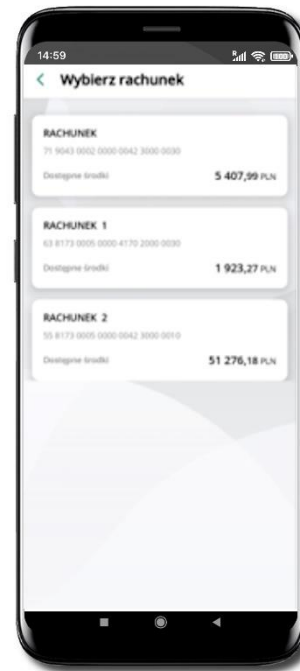 14:59
Wybierz rachunek
RACHUNEK
71 9043 0002 0000 0042 3000 0030
Dostępne środki 5 407,99 PLN
RACHUNEK 1
63 8173 0005 0000 4170 2000 0030
Dostępne środki 1 923,27 PLN
RACHUNEK 2
55 8173 0005 0000 0042 3000 0010
Dostępne środki 51 276,18 PLN